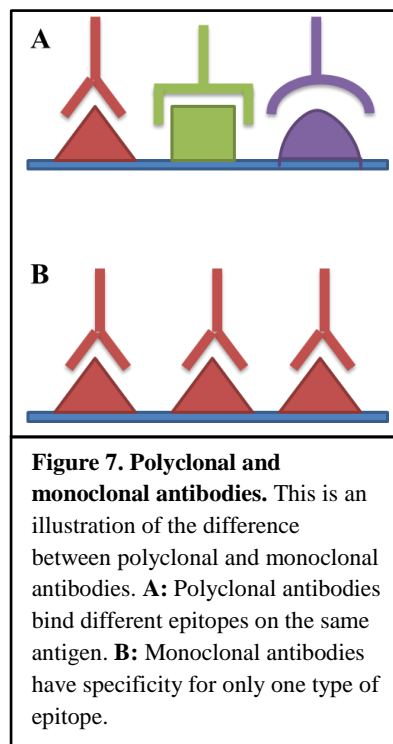 A
B
Figure 7. Polyclonal and
monoclonal antibodies. This is an
illustration of the difference
between polyclonal and monoclonal
antibodies. A: Polyclonal antibodies
bind different epitopes on the same
antigen. B: Monoclonal antibodies
have specificity for only one type of
epitope.